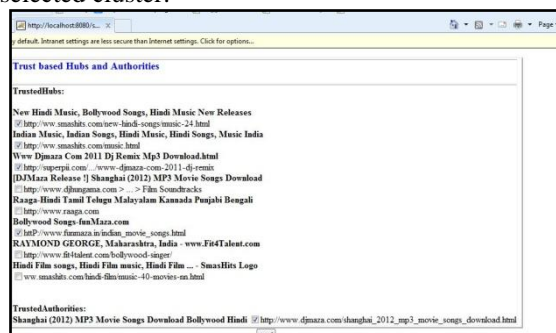 selected cluster.
http://localhost:8080/s... x
Page
y default. Intranet settings are less secure than Internet settings. Click for options...
Trust based Hubs and Authorities
TrustedHubs:
New Hindi Music, Bollywood Songs, Hindi Music New Releases
http://ww.smashits.com/new-hindi-songs/music-24.html
Indian Music, Indian Songs, Hindi Music, Hindi Songs, Music India
http://ww.smashits.com/music.html
Www Djmaza Com 2011 Dj Remix Mp3 Download.html
http://superpii.com/.../www-djmaza-com-2011-dj-remix
[DJMaza Release !] Shanghai (2012) MP3 Movie Songs Download
http://www.djhungama.com > ... > Film Soundtracks
Raaga-Hindi Tamil Telugu Malayalam Kannada Punjabi Bengali
http://www.raaga.com
Bollywood Songs-funMaza.com
httP://www.funmaza.in/indian_movie_songs.html
RAYMOND GEORGE, Maharashtra, India - www.Fit4Talent.com
http://www.fit4talent.com/bollywood-singer/
Hindi Film songs, Hindi Film music, Hindi Film ... - SmasHits Logo
ww.smashits.com/hindi-film/music-40-movies-nn.html
TrustedAuthorities:
Shanghai (2012) MP3 Movie Songs Download Bollywood Hindi http://www.djmaza.com/shanghai_2012_mp3_movie_songs_download.html